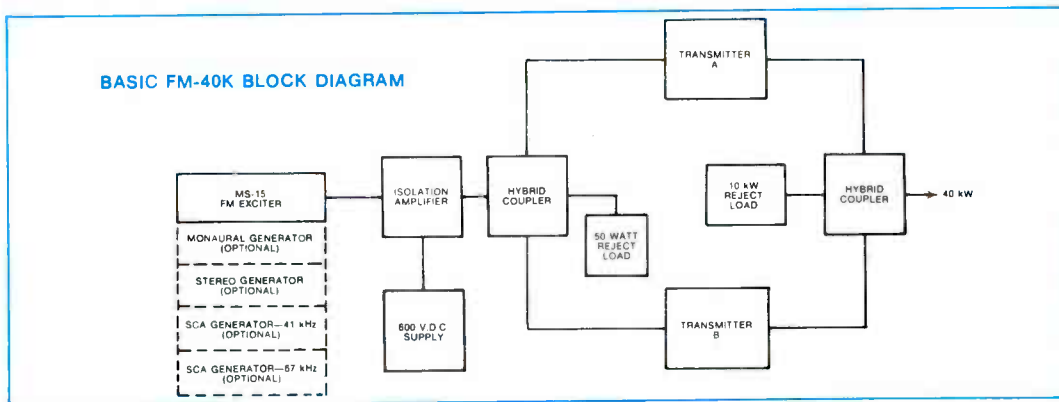 BASIC FM-40K BLOCK DIAGRAM
TRANSMITTER
A
MS-15
FM EXCITER
MONAURAL GENERATOR
(OPTIONAL)
STEREO GENERATOR
(OPTIONAL)
SCA GENERATOR—41 kHz
(OPTIONAL)
SCA GENERATOR—67 kHz
(OPTIONAL)
ISOLATION
AMPLIFIER
600 V.D.C
SUPPLY
HYBRID
COUPLER
50 WATT
REJECT
LOAD
TRANSMITTER
B
10 kW
REJECT
LOAD
HYBRID
COUPLER
40 kW